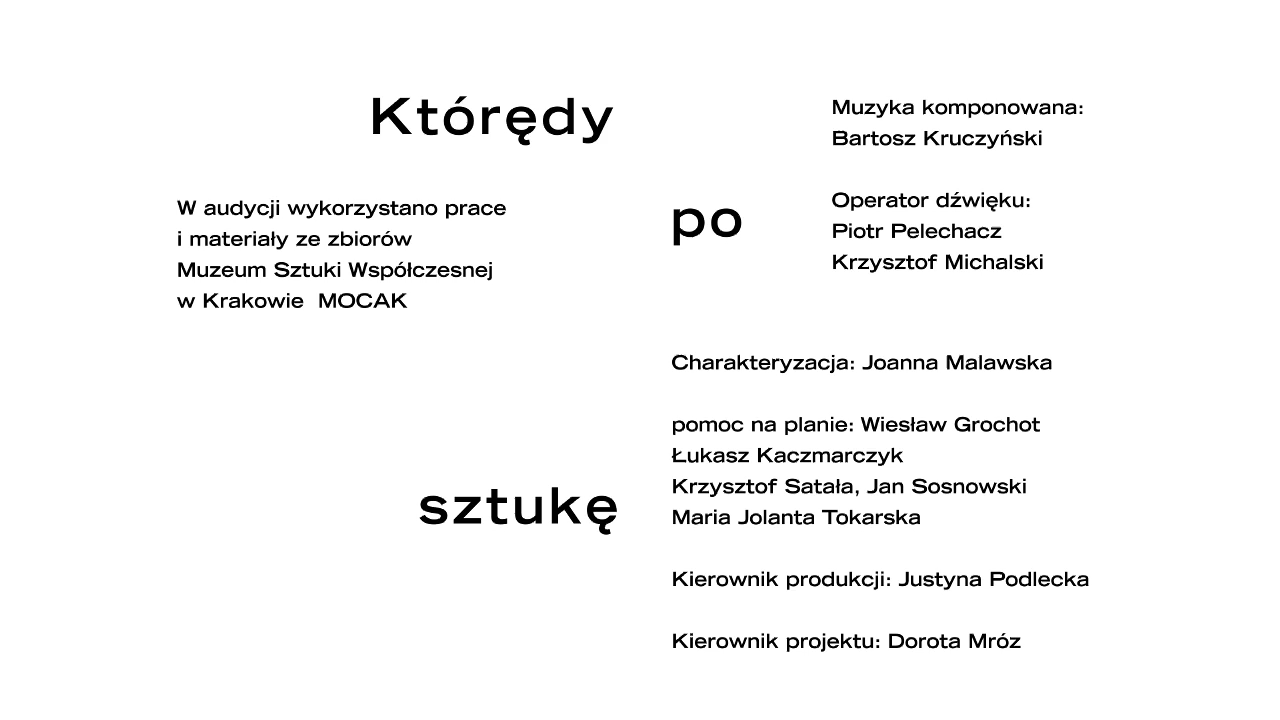 Którędy
po
sztukę
W audycji wykorzystano prace
i materiały ze zbiorów
Muzeum Sztuki Współczesnej
w Krakowie  MOCAK
Muzyka komponowana:
Bartosz Kruczyński
Operator dźwięku:
Piotr Pelechacz
Krzysztof Michalski
Charakteryzacja: Joanna Malawska
pomoc na planie: Wiesław Grochot
Łukasz Kaczmarczyk
Krzysztof Satała, Jan Sosnowski
Maria Jolanta Tokarska
Kierownik produkcji: Justyna Podlecka
Kierownik projektu: Dorota Mróz